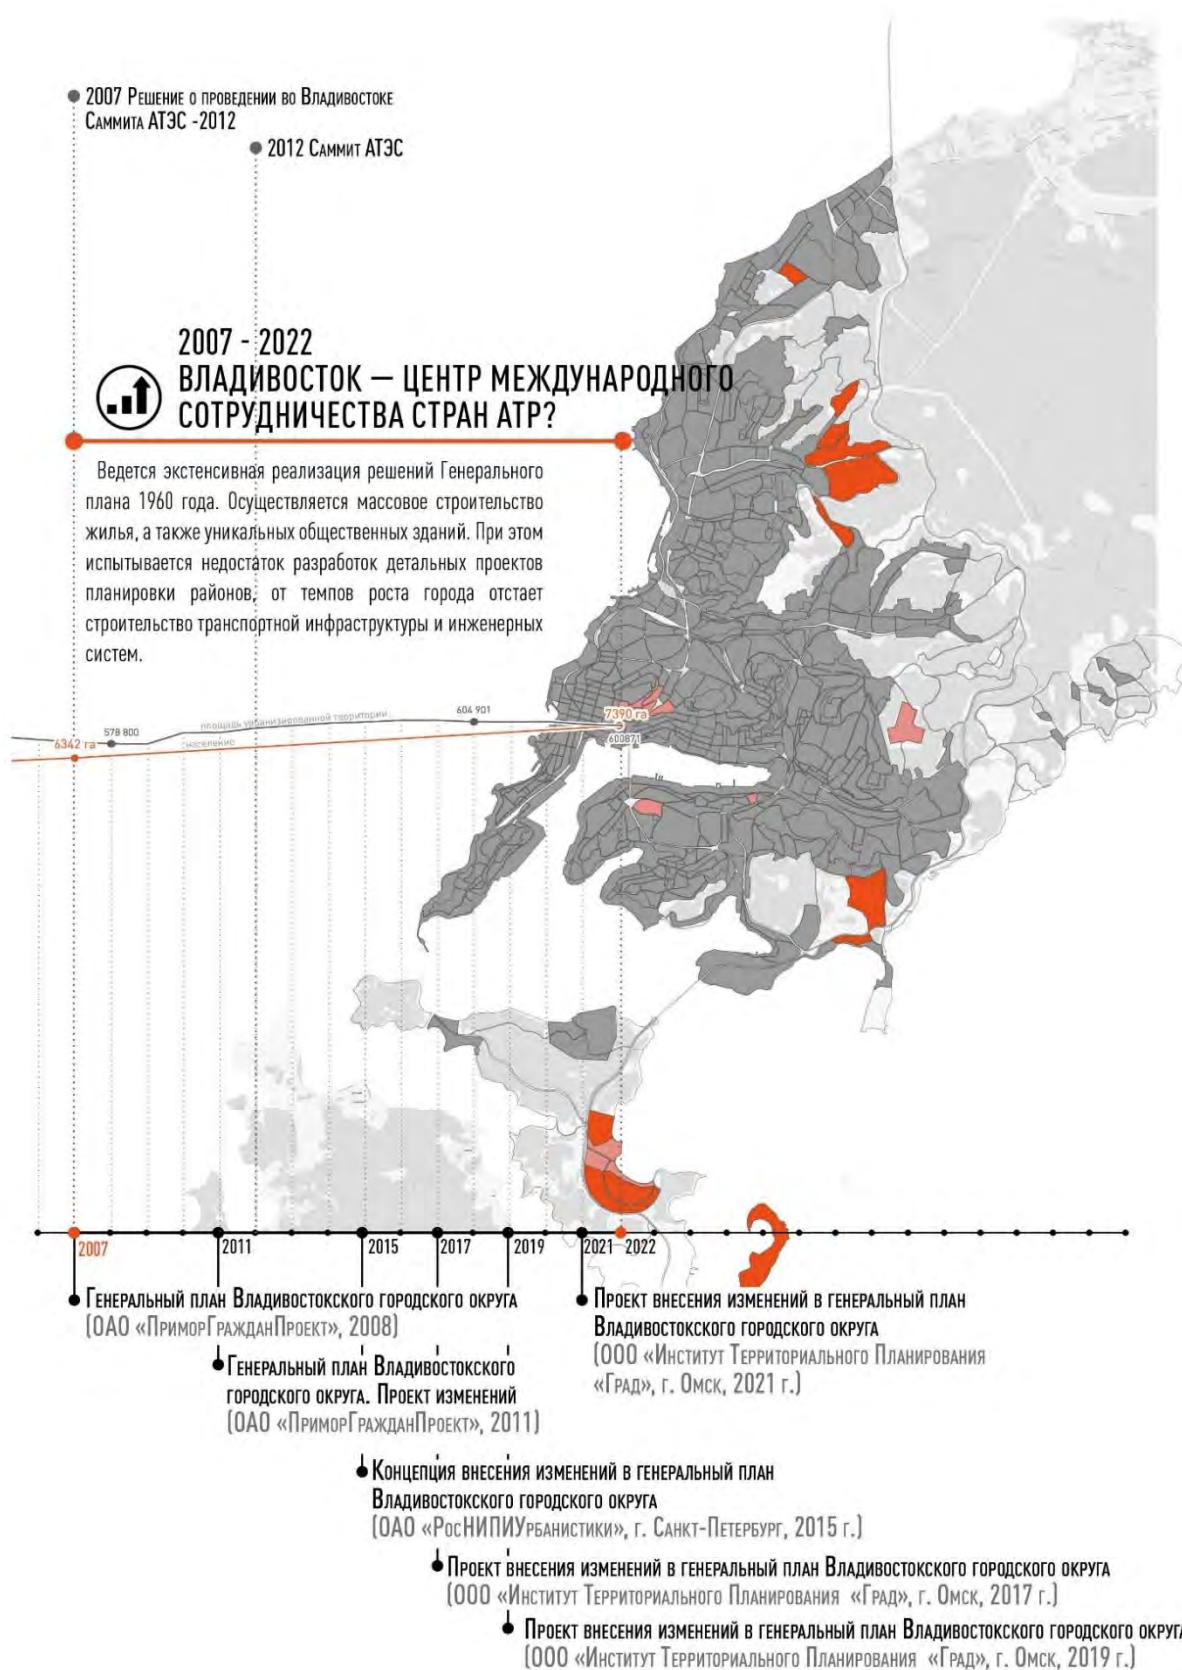 2007 Решение о проведении во Владивостоке
Саммита АТЭС -2012
2012 Саммит АТЭС
2007 - 2022
ВЛАДИВОСТОК — ЦЕНТР МЕЖДУНАРОДНОГО
СОТРУДНИЧЕСТВА СТРАН АТР?
Ведется экстенсивная реализация решений Генерального
плана 1960 года. Осуществляется массовое строительство
жилья, а также уникальных общественных зданий. При этом
испытывается недостаток разработок детальных проектов
планировки районов, от темпов роста города отстает
строительство транспортной инфраструктуры и инженерных
систем.
604 901
7390 га
площадь урбанизированной территории
578 800
6342 га
население
600871
2007
2011
2015
2017
2019
2021
2022
Генеральный план Владивостокского городского округа
(ОАО «ПриморГражданПроект», 2008)
Генеральный план Владивостокского
городского округа. Проект изменений
(ОАО «ПриморГражданПроект», 2011)
Проект внесения изменений в генеральный план
Владивостокского городского округа
(ООО «Институт Территориального Планирования
«Град», г. Омск, 2021 г.)
Концепция внесения изменений в генеральный план
Владивостокского городского округа
(ОАО «РосНИПИУрбанистики», г. Санкт-Петербург, 2015 г.)
Проект внесения изменений в генеральный план Владивостокского городского округа
(ООО «Институт Территориального Планирования «Град», г. Омск, 2017 г.)
Проект внесения изменений в генеральный план Владивостокского городского округа
(ООО «Институт Территориального Планирования «Град», г. Омск, 2019 г.)